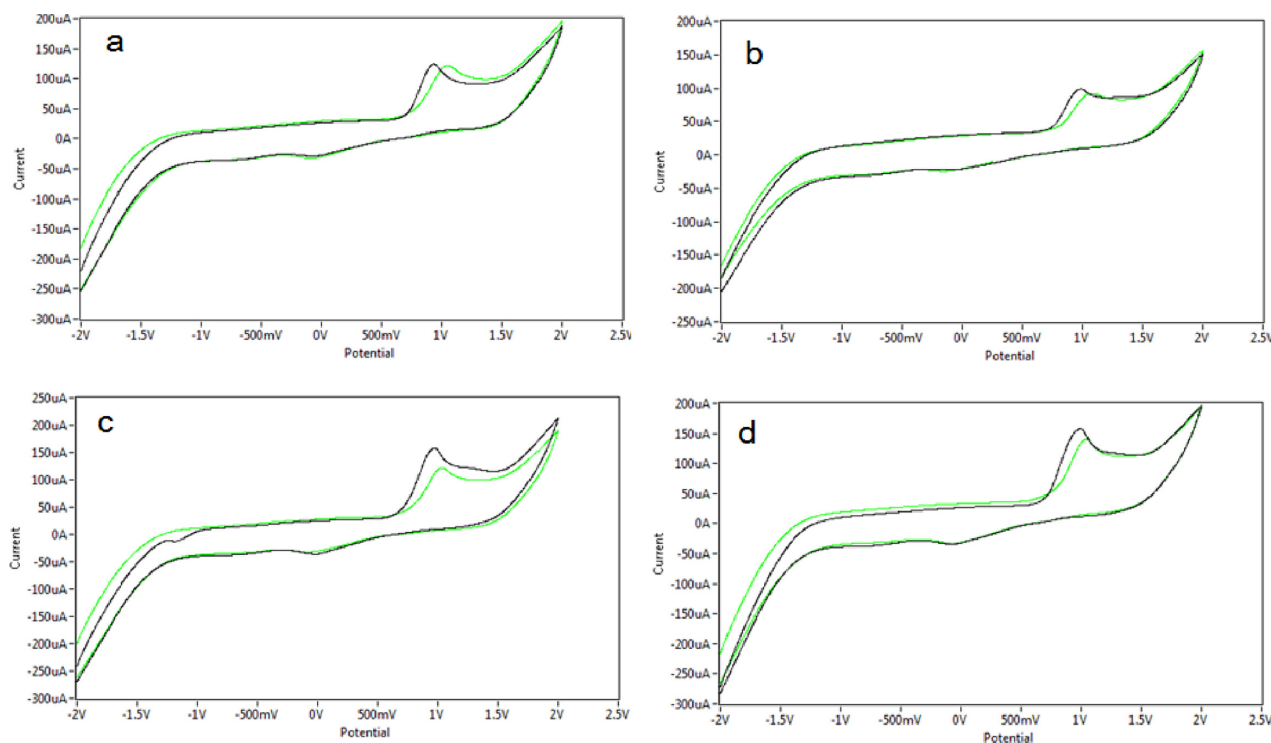 a
200uA
150uA
100uA
50uA
0A
-50uA
-100uA
-150uA
-200uA
-250uA
-300uA
Current
-2V -1.5V -1V -500mV 0V 500mV 1V 1.5V 2V 2.5V
Potential
b
200uA
150uA
100uA
50uA
0A
-50uA
-100uA
-150uA
-200uA
-250uA
Current
-2V -1.5V -1V -500mV 0V 500mV 1V 1.5V 2V 2.5V
Potential
c
250uA
200uA
150uA
100uA
50uA
0A
-50uA
-100uA
-150uA
-200uA
-250uA
-300uA
Current
-2V -1.5V -1V -500mV 0V 500mV 1V 1.5V 2V 2.5V
Potential
d
200uA
150uA
100uA
50uA
0A
-50uA
-100uA
-150uA
-200uA
-250uA
-300uA
Current
-2V -1.5V -1V -500mV 0V 500mV 1V 1.5V 2V 2.5V
Potential